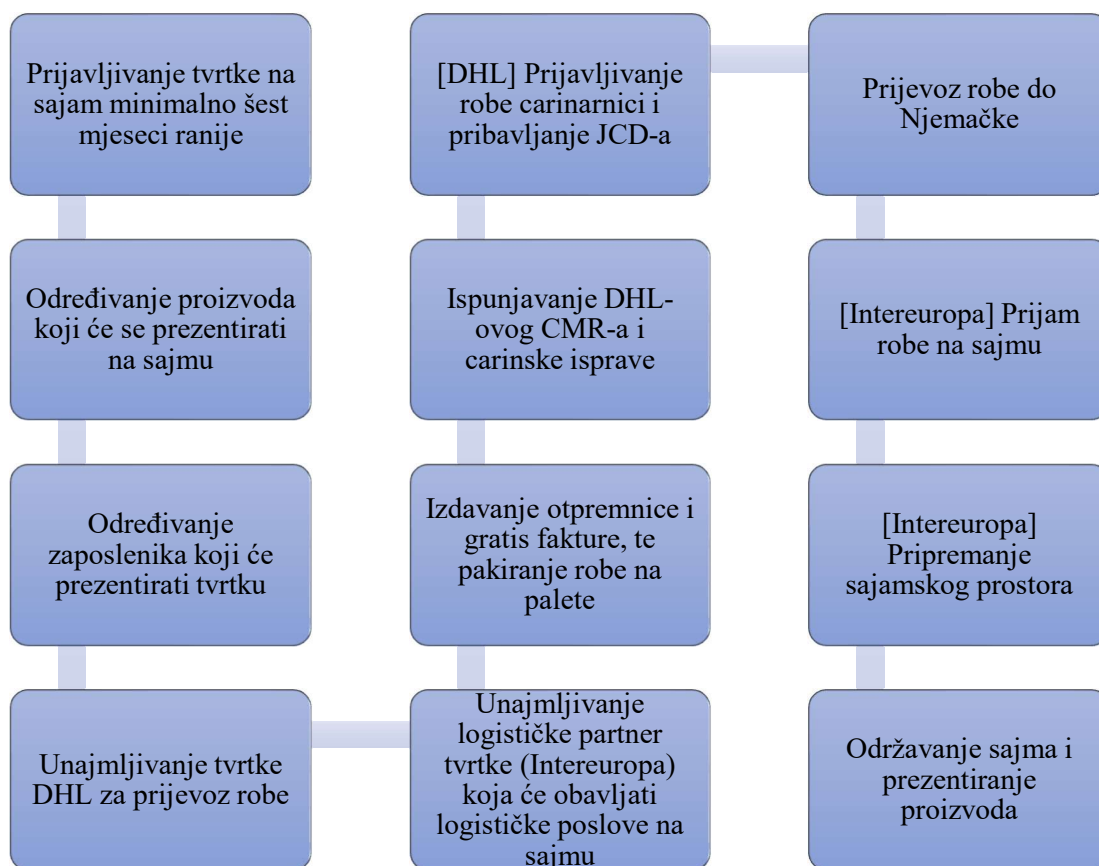 Prijavljivanje tvrtke na
sajam minimalno šest
mjeseci ranije
Određivanje proizvoda
koji će se prezentirati
na sajmu
Određivanje
zaposlenika koji će
prezentirati tvrtku
Unajmljivanje tvrtke
DHL za prijevoz robe
Unajmljivanje
logističke partner
tvrtke (Intereuropa)
koja će obavljati
logističke poslove na
sajmu
Izdavanje otpremnice i
gratis fakture, te
pakiranje robe na
palete
Ispunjavanje DHL-
ovog CMR-a i
carinske isprave
[DHL] Prijavljivanje
robe carinarnici i
pribavljanje JCD-a
Prijevoz robe do
Njemačke
[Intereuropa] Prijam
robe na sajmu
[Intereuropa]
Pripremanje
sajamskog prostora
Održavanje sajma i
prezentiranje
proizvoda